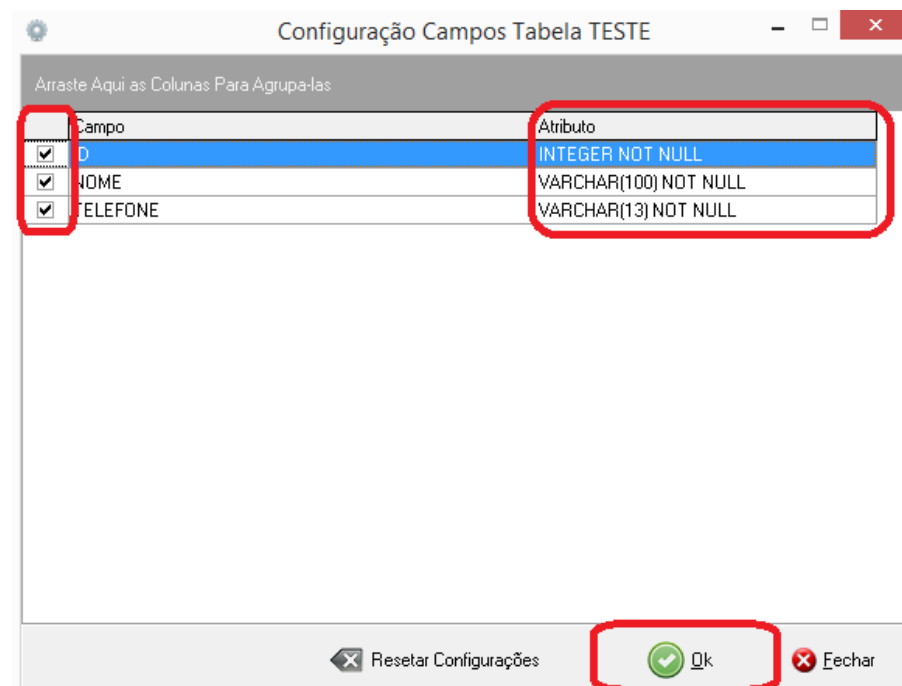 Configuração Campos Tabela TESTE
Arraste Aqui as Colunas Para Agrupa-las
Campo Atributo
ID INTEGER NOT NULL
NOME VARCHAR(100) NOT NULL
TELEFONE VARCHAR(13) NOT NULL
Resetar Configurações Ok Fechar